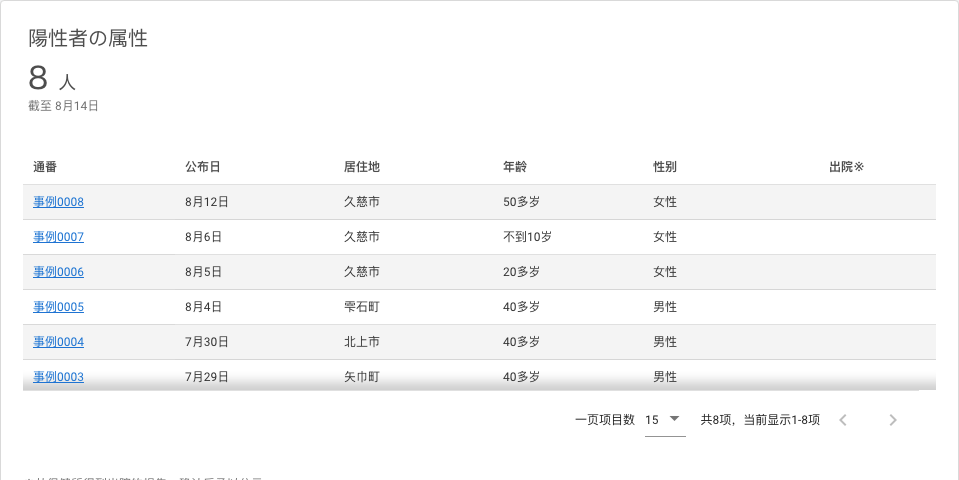 陽性者の属性
8 人
截至 8月14日
通番 公布日 居住地 年龄 性别 出院※
事例0008 8月12日 久慈市 50多岁 女性
事例0007 8月6日 久慈市 不到10岁 女性
事例0006 8月5日 久慈市 20多岁 女性
事例0005 8月4日 雫石町 40多岁 男性
事例0004 7月30日 北上市 40多岁 男性
事例0003 7月29日 矢巾町 40多岁 男性
一页项目数 15 共8项，当前显示1-8项